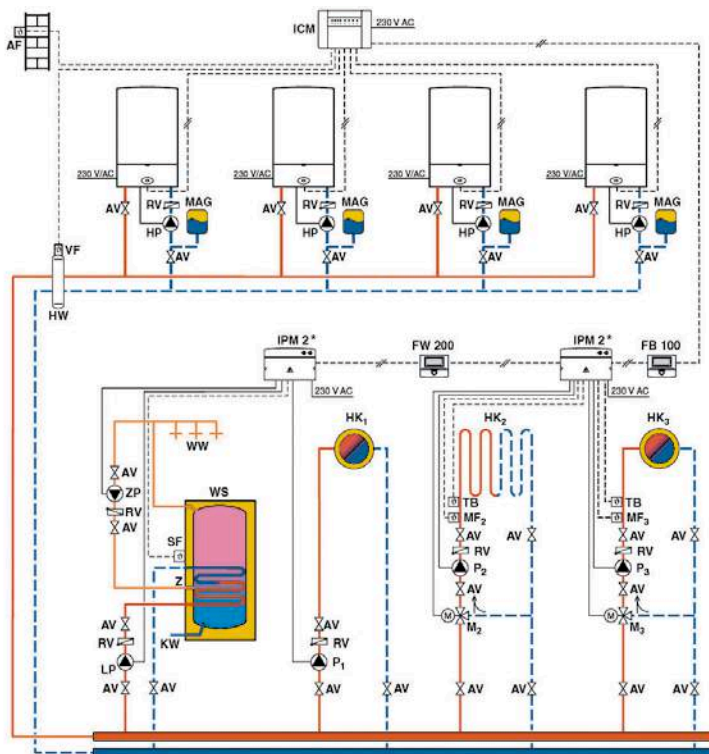 ICM 230 V AC
AF
230 V/AC 230 V/AC 230 V/AC 230 V/AC
AV RV MAG AV RV MAG AV RV MAG AV RV MAG
HP HP HP HP
VF AV AV AV AV
HW
IPM 2* FW 200 IPM 2* FB 100
230 V AC 230 V AC
HK1 HK2 HK3
WW
AV
ZP WS
RV TB TB
AV MF2 MF3
SF AV AV AV AV
RV RV
Z P2 P3
AV AV
AV AV
RV KW RV M M2 M M3
LP P1
AV AV AV AV AV AV AV AV